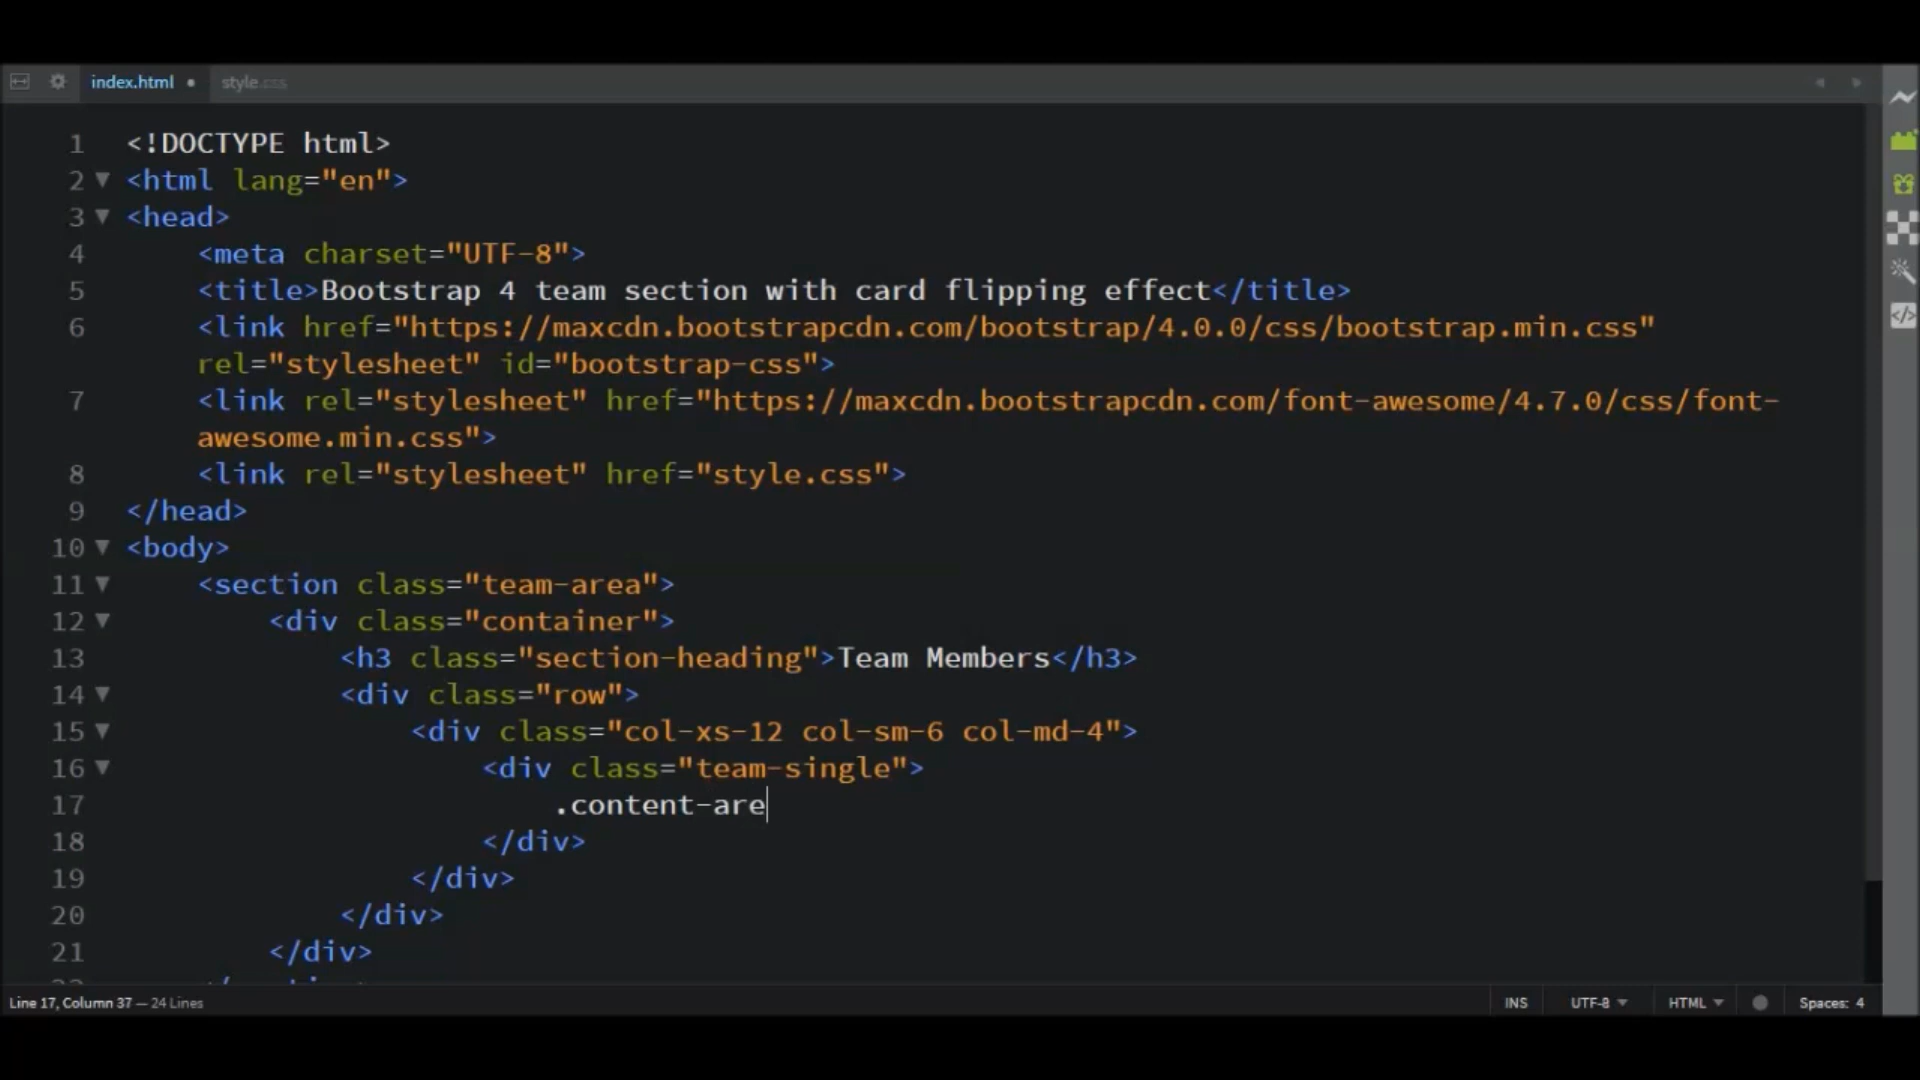 index.html • style.css
1 <!DOCTYPE html>
2 <html lang="en">
3 <head>
4 <meta charset="UTF-8">
5 <title>Bootstrap 4 team section with card flipping effect</title>
6 <link href="https://maxcdn.bootstrapcdn.com/bootstrap/4.0.0/css/bootstrap.min.css"
rel="stylesheet" id="bootstrap-css">
7 <link rel="stylesheet" href="https://maxcdn.bootstrapcdn.com/font-awesome/4.7.0/css/font-
awesome.min.css">
8 <link rel="stylesheet" href="style.css">
9 </head>
10 <body>
11 <section class="team-area">
12 <div class="container">
13 <h3 class="section-heading">Team Members</h3>
14 <div class="row">
15 <div class="col-xs-12 col-sm-6 col-md-4">
16 <div class="team-single">
17 .content-are
18 </div>
19 </div>
20 </div>
21 </div>
Line 17, Column 37 — 24 Lines INS UTF-8 HTML Spaces: 4